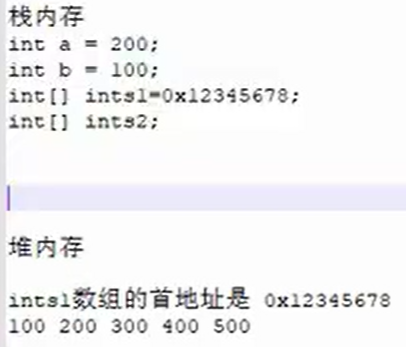 栈内存
int a = 200;
int b = 100;
int[] ints1=0x12345678;
int[] ints2;
堆内存
ints1数组的首地址是 0x12345678
100 200 300 400 500